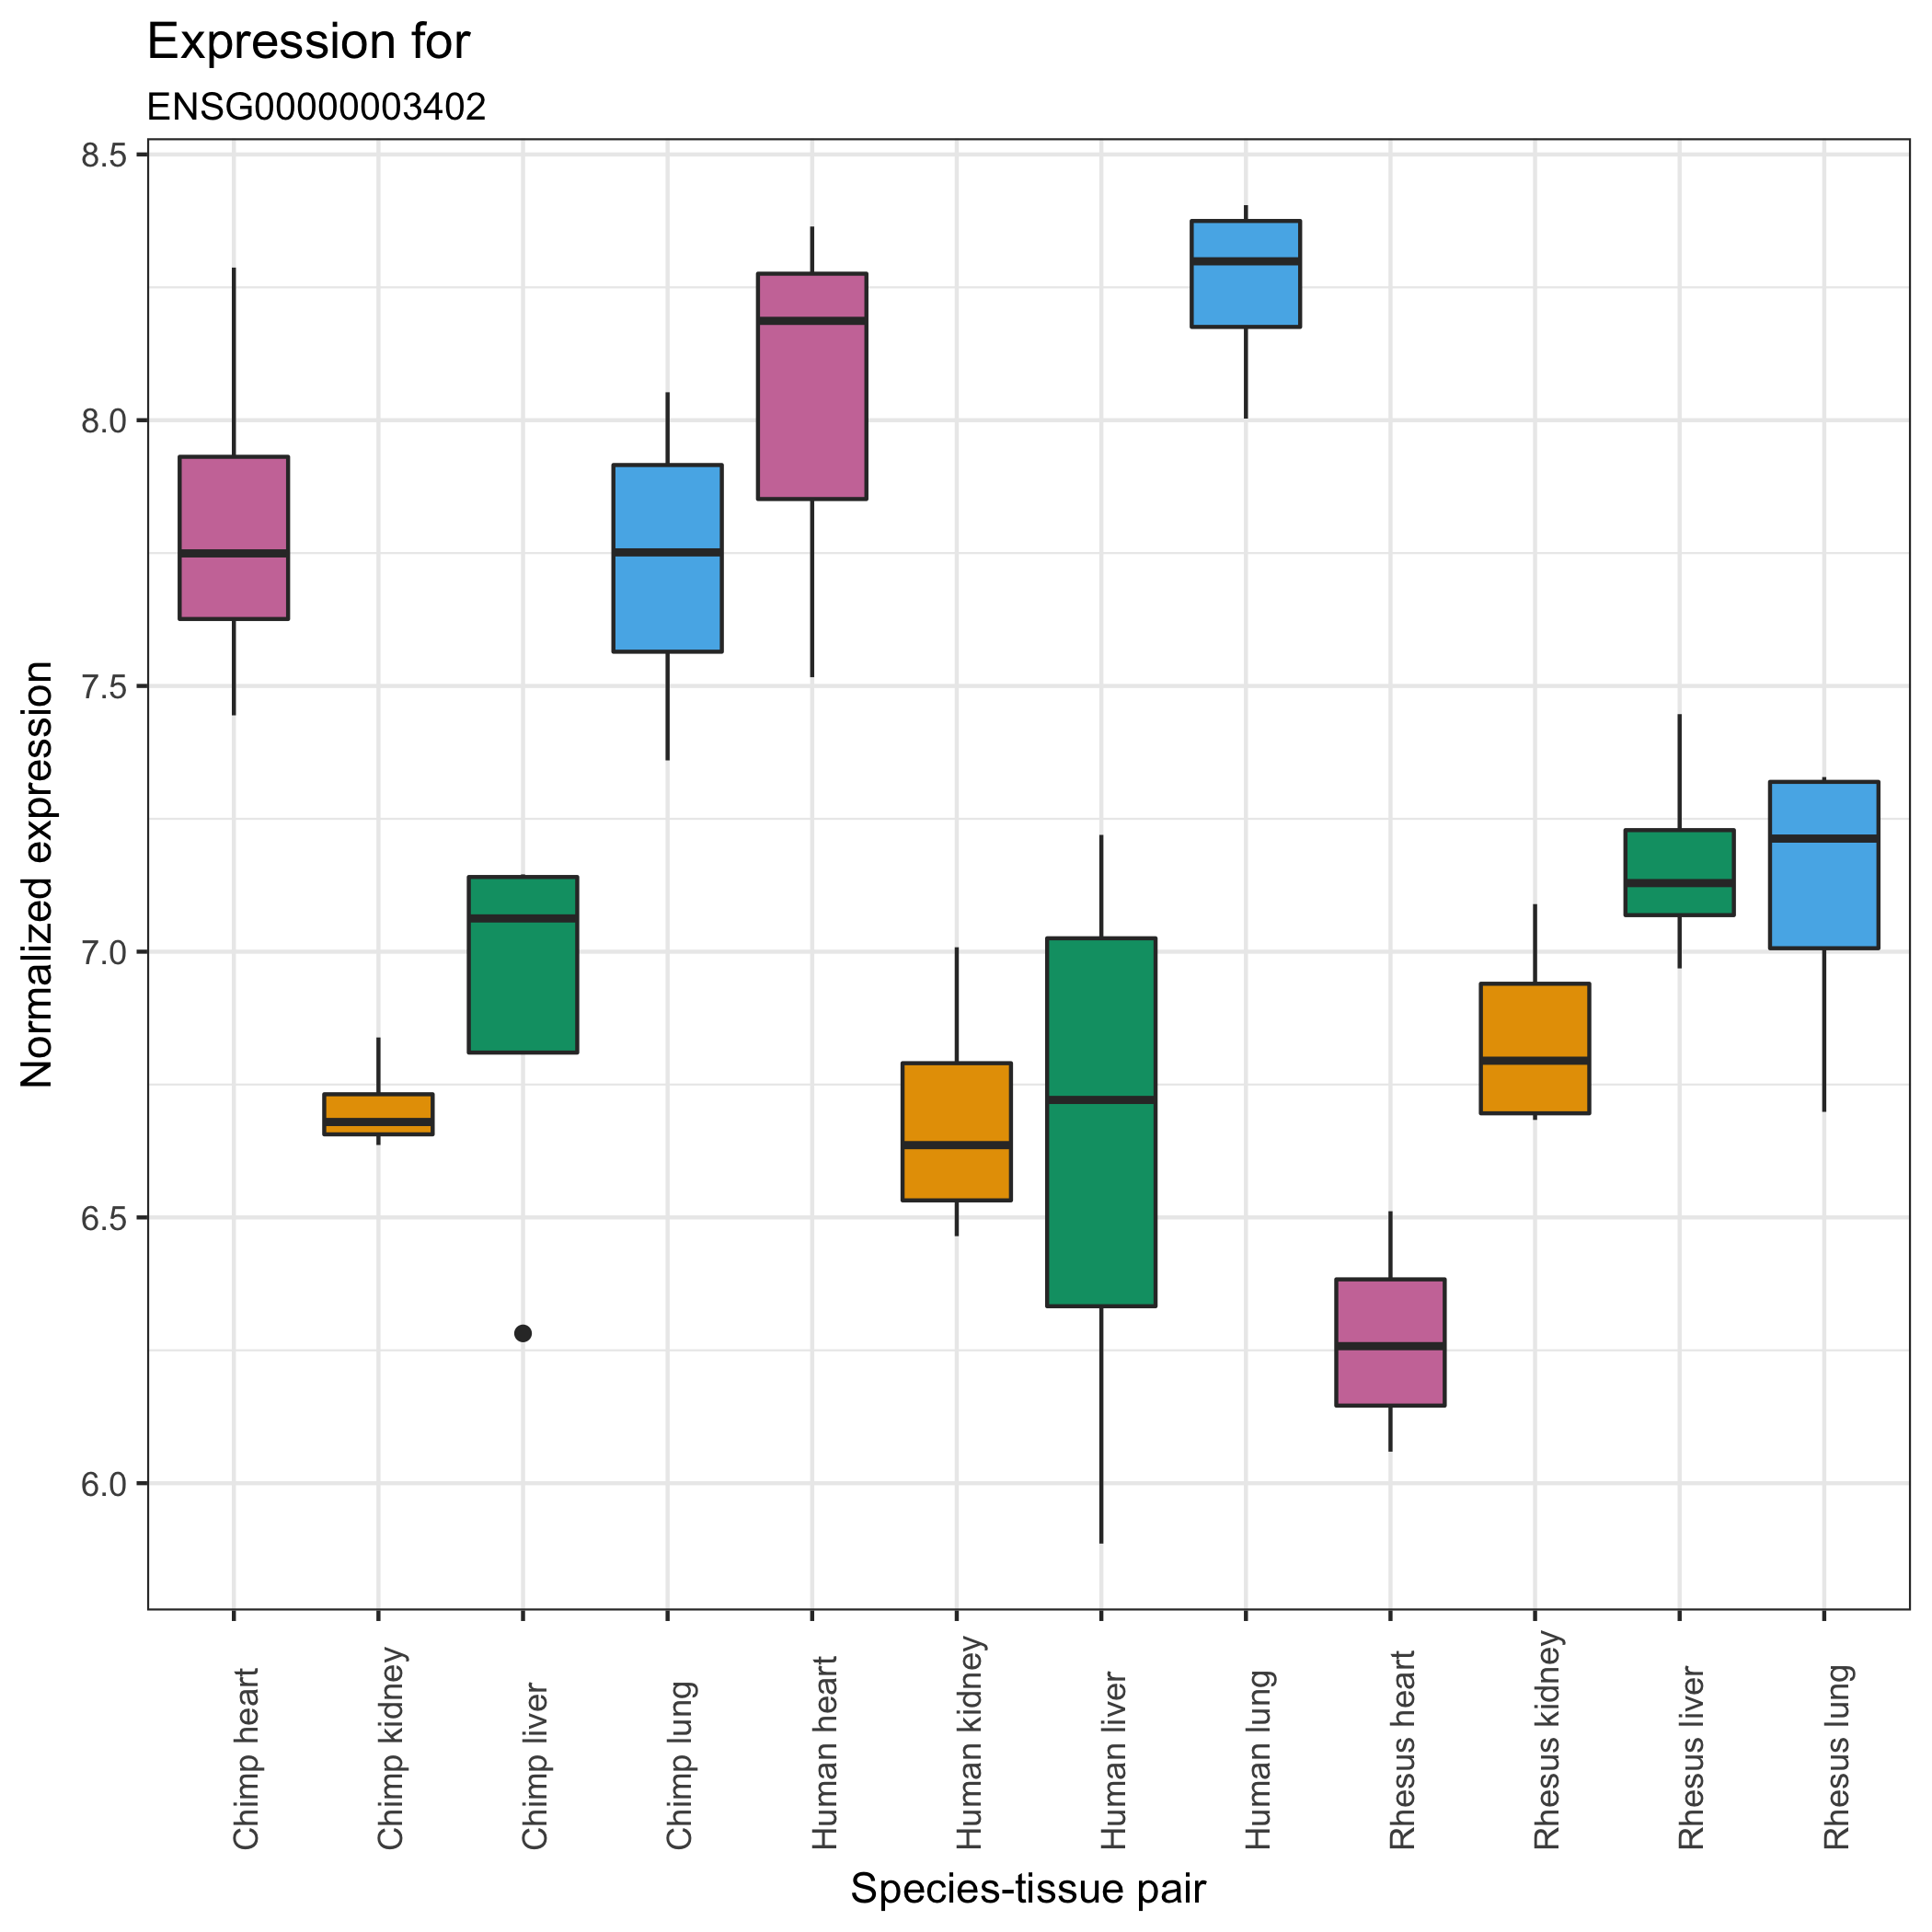 Expression for
ENSG00000003402
8.5
8.0
7.5
7.0
6.5
6.0
Normalized expression
Chimp heart
Chimp kidney
Chimp liver
Chimp lung
Human heart
Human kidney
Human liver
Human lung
Rhesus heart
Rhesus kidney
Rhesus liver
Rhesus lung
Species-tissue pair